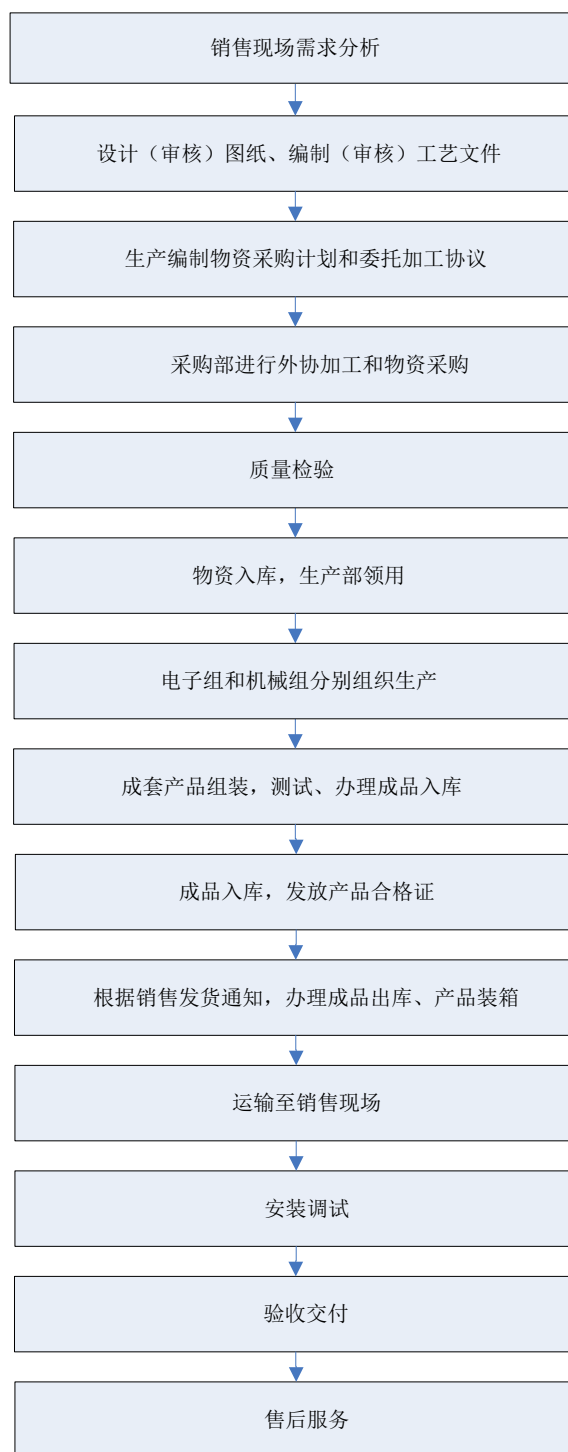 销售现场需求分析
设计（审核）图纸、编制（审核）工艺文件
生产编制物资采购计划和委托加工协议
采购部进行外协加工和物资采购
质量检验
物资入库，生产部领用
电子组和机械组分别组织生产
成套产品组装，测试、办理成品入库
成品入库，发放产品合格证
根据销售发货通知，办理成品出库、产品装箱
运输至销售现场
安装调试
验收交付
售后服务